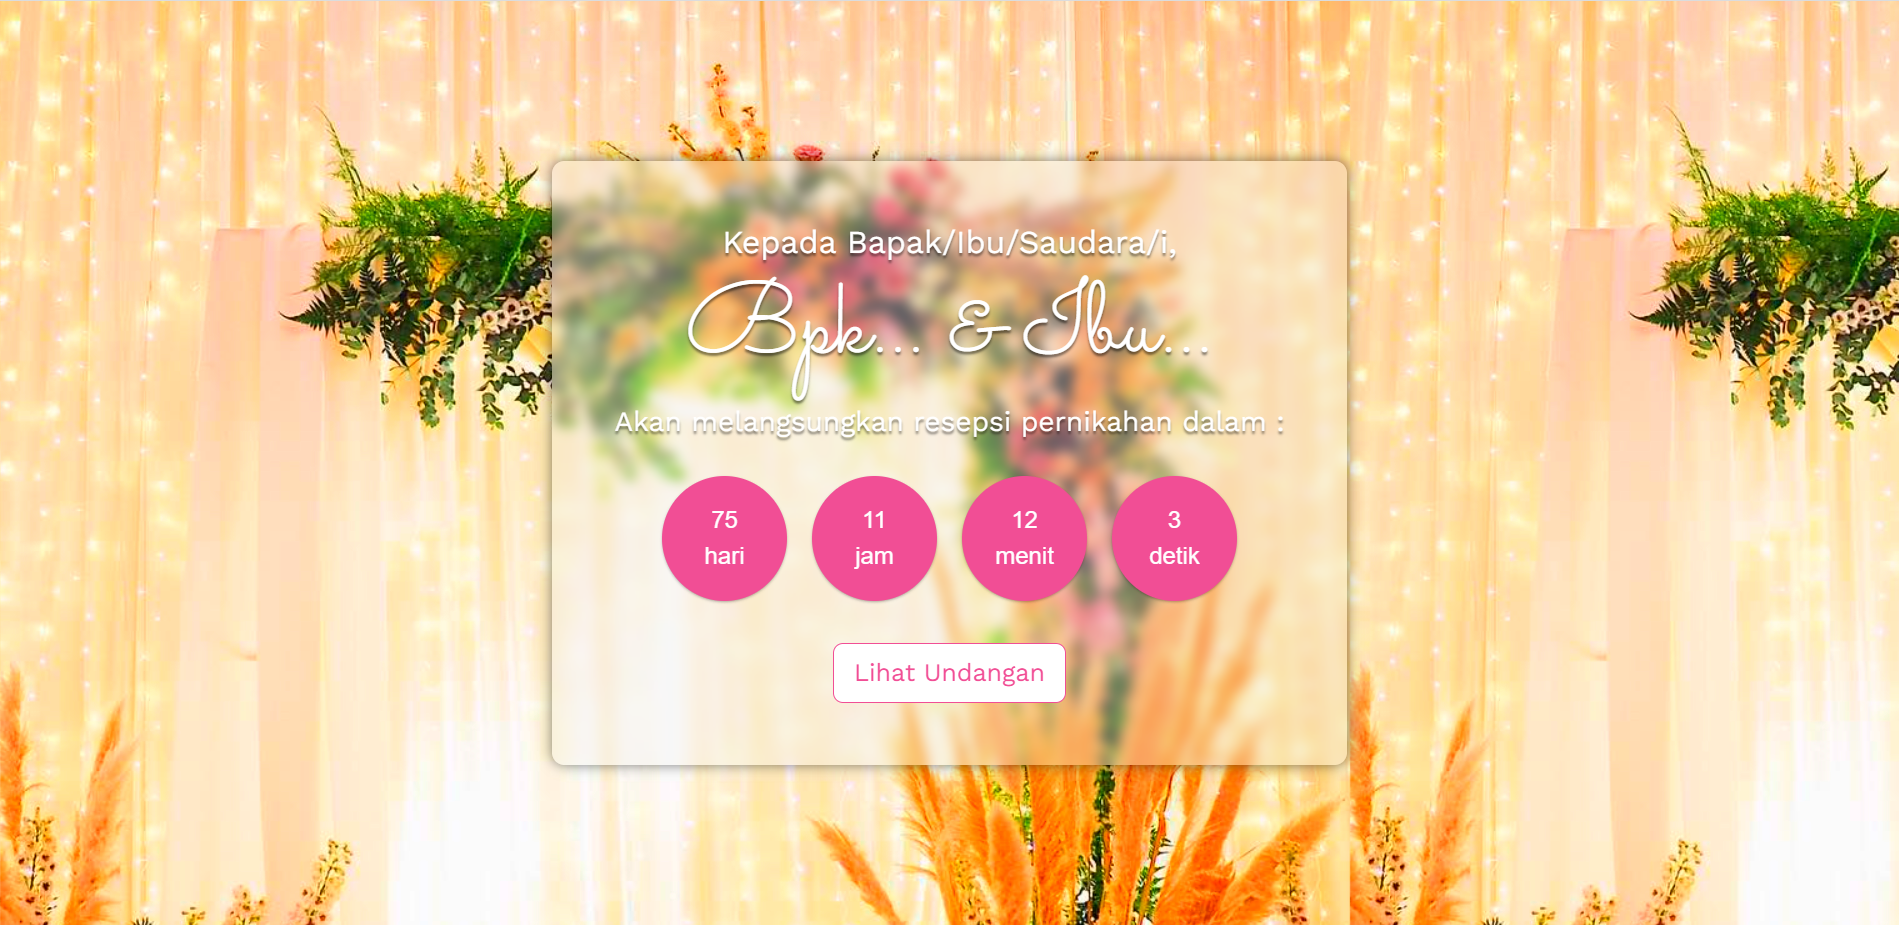 Kepada Bapak/Ibu/Saudara/i,
Bpk... & Ibu...
Akan melangsungkan resepsi pernikahan dalam :
75
hari
11
jam
12
menit
3
detik
Lihat Undangan